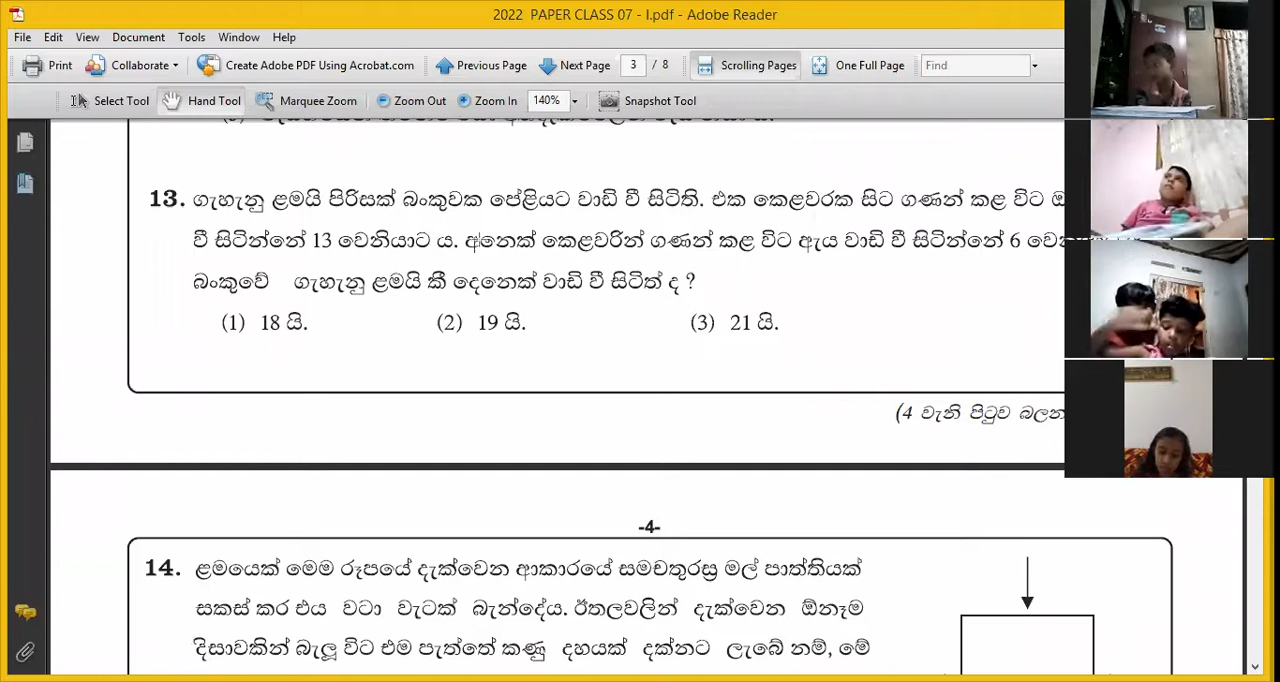 2022 PAPER CLASS 07 - I.pdf - Adobe Reader
File Edit View Document Tools Window Help
Print Collaborate Create Adobe PDF Using Acrobat.com Previous Page Next Page 3 / 8 Scrolling Pages One Full Page Find
Select Tool Hand Tool Marquee Zoom Zoom Out Zoom In 140% Snapshot Tool
13. ගැහැනු ළමයි පිරිසක් බංකුවක පේළියට වාඩි වී සිටිති. එක කෙළවරක සිට ගණන් කළ විට
වී සිටින්නේ 13 වෙනියාට ය. අනෙක් කෙළවරින් ගණන් කළ විට ඇය වාඩි වී සිටින්නේ 6
බංකුවේ ගැහැනු ළමයි කී දෙනෙක් වාඩි වී සිටිත් ද ?
(1) 18 යි. (2) 19 යි. (3) 21 යි.
(4 වැනි පිටුව
-4-
14. ළමයෙක් මෙම රූපයේ දැක්වෙන ආකාරයේ සමචතුරස්‍ර මල් පාත්තියක්
සකස් කර එය වටා වැටක් බැන්දේය. ඊතලවලින් දැක්වෙන ඕනෑම
දිසාවකින් බැලූ විට එම පැත්තේ කණු දහයක් දක්නට ලැබේ නම්, මේ